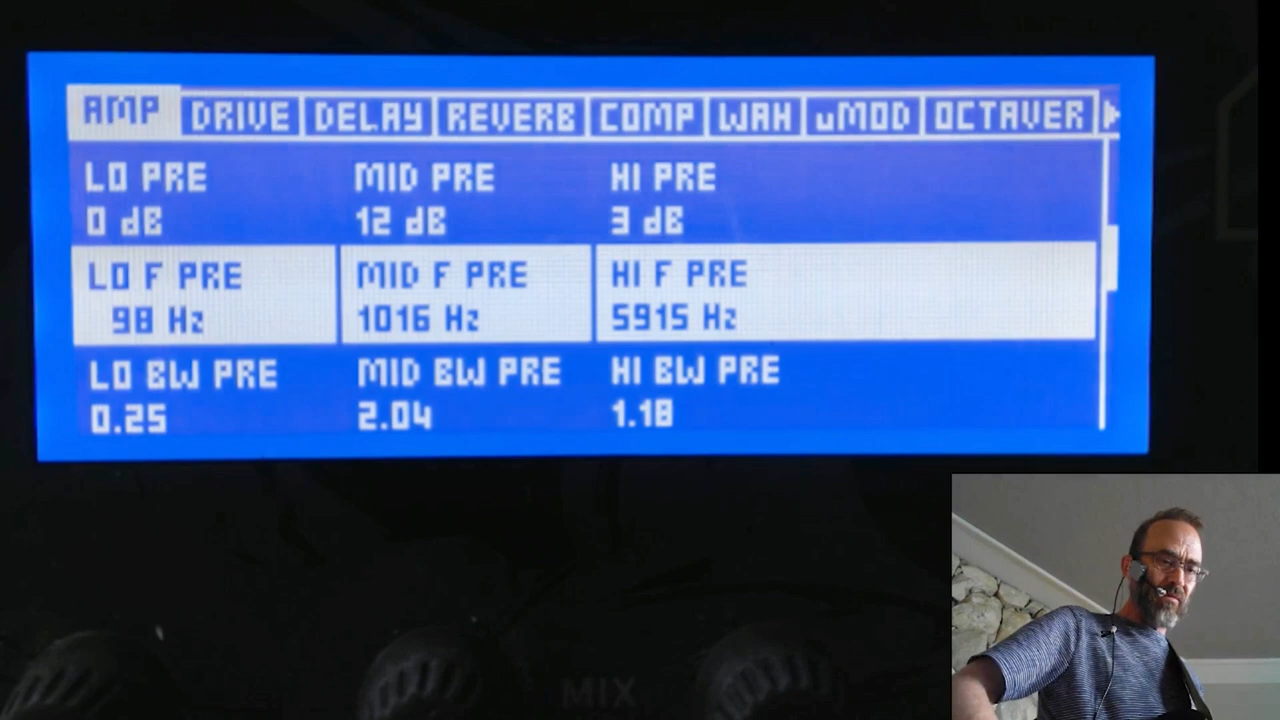 AMP DRIVE DELAY REVERB COMP WAH uMOD OCTAVER
LO PRE MID PRE HI PRE
0 dB 12 dB 3 dB
LO F PRE MID F PRE HI F PRE
98 Hz 1016 Hz 5915 Hz
LO BW PRE MID BW PRE HI BW PRE
0.25 2.04 1.18
MIX